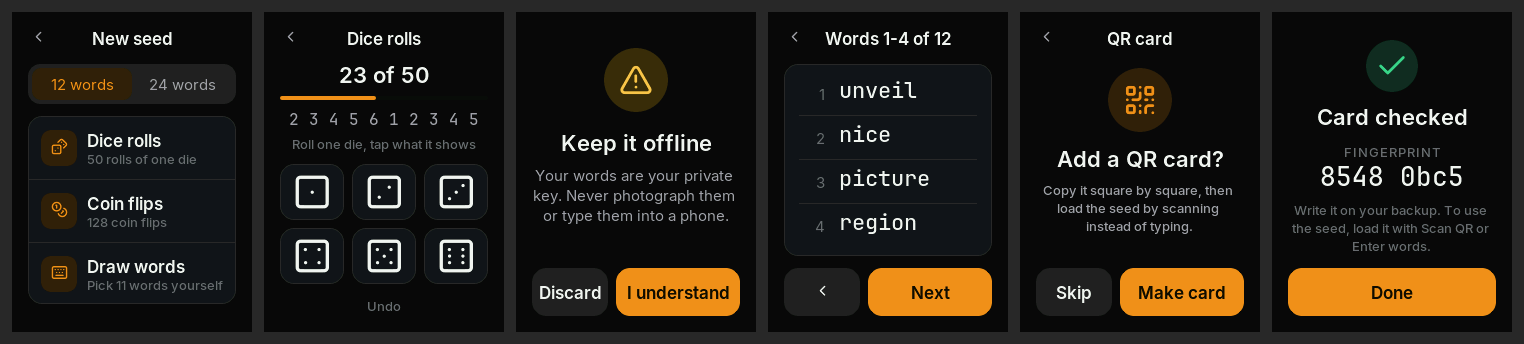 New seed
12 words
24 words
Dice rolls
50 rolls of one die
Coin flips
128 coin flips
Draw words
Pick 11 words yourself
Dice rolls
23 of 50
2 3 4 5 6 1 2 3 4 5
Roll one die, tap what it shows
Undo
Keep it offline
Your words are your private
key. Never photograph them
or type them into a phone.
Discard
I understand
Words 1-4 of 12
1 unveil
2 nice
3 picture
4 region
Next
QR card
Add a QR card?
Copy it square by square, then
load the seed by scanning
instead of typing.
Skip
Make card
Card checked
FINGERPRINT
8548 0bc5
Write it on your backup. To use
the seed, load it with Scan QR or
Enter words.
Done